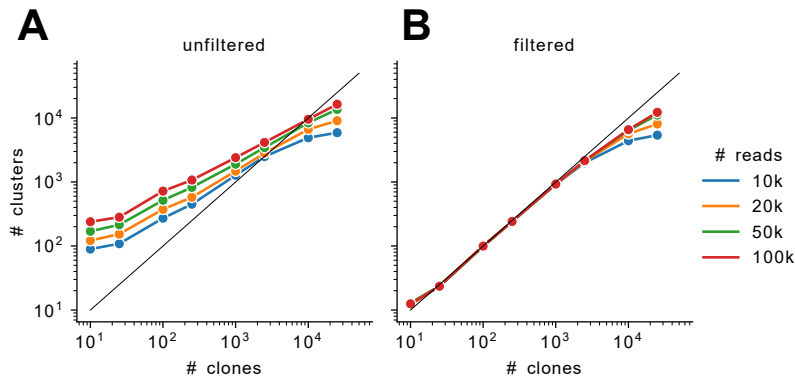 A
B
unfiltered
filtered
# clusters
10⁴
10³
10²
10¹
10¹ 10² 10³ 10⁴
# clones
10¹ 10² 10³ 10⁴
# clones
# reads
10k
20k
50k
100k